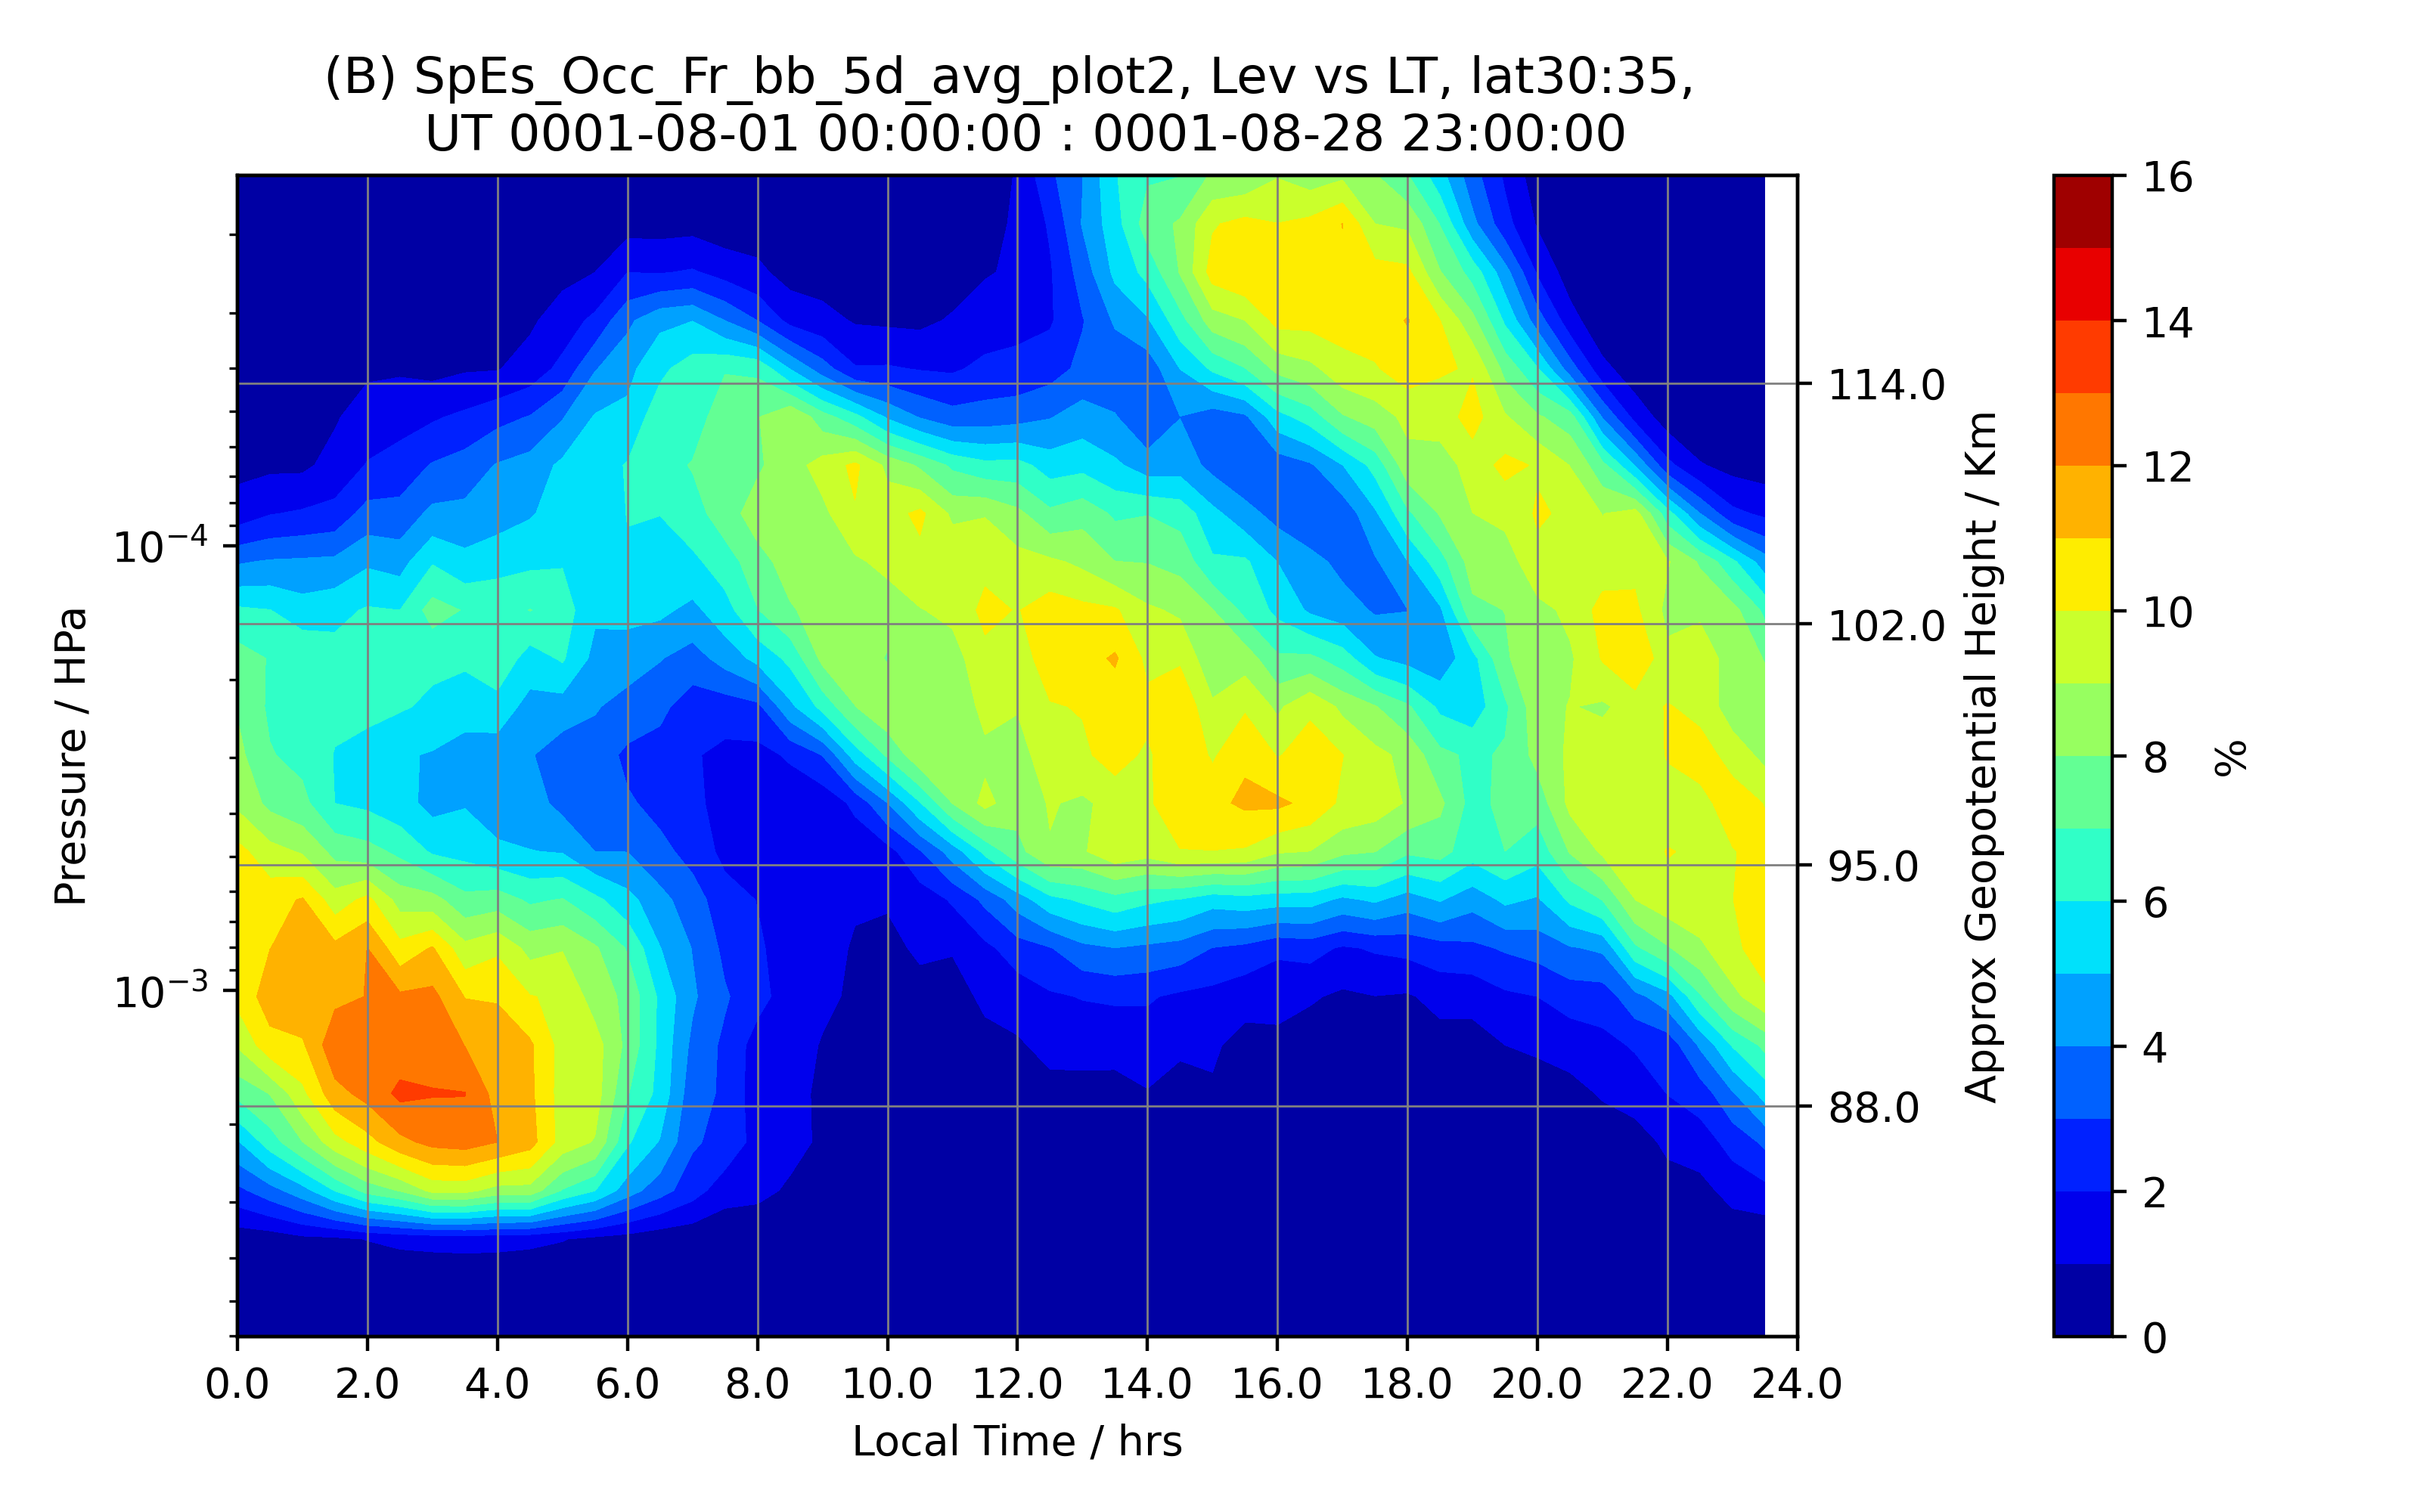 (B) SpEs_Occ_Fr_bb_5d_avg_plot2, Lev vs LT, lat30:35,
UT 0001-08-01 00:00:00 : 0001-08-28 23:00:00
Pressure / HPa
10⁻⁴
10⁻³
0.0 2.0 4.0 6.0 8.0 10.0 12.0 14.0 16.0 18.0 20.0 22.0 24.0
Local Time / hrs
114.0
102.0
95.0
88.0
Approx Geopotential Height / Km
16
14
12
10
8
6
4
2
0
%